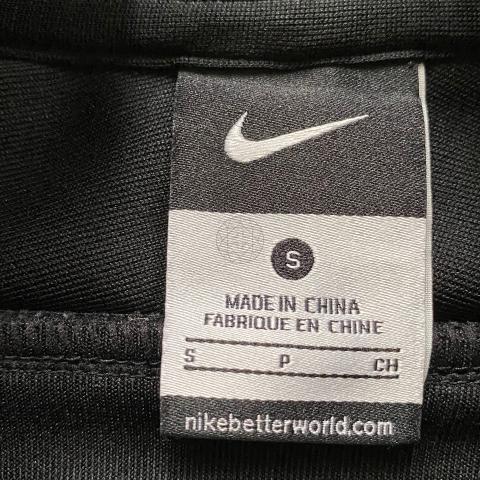 S
MADE IN CHINA
FABRIQUE EN CHINE
S P CH
nikebetterworld.com